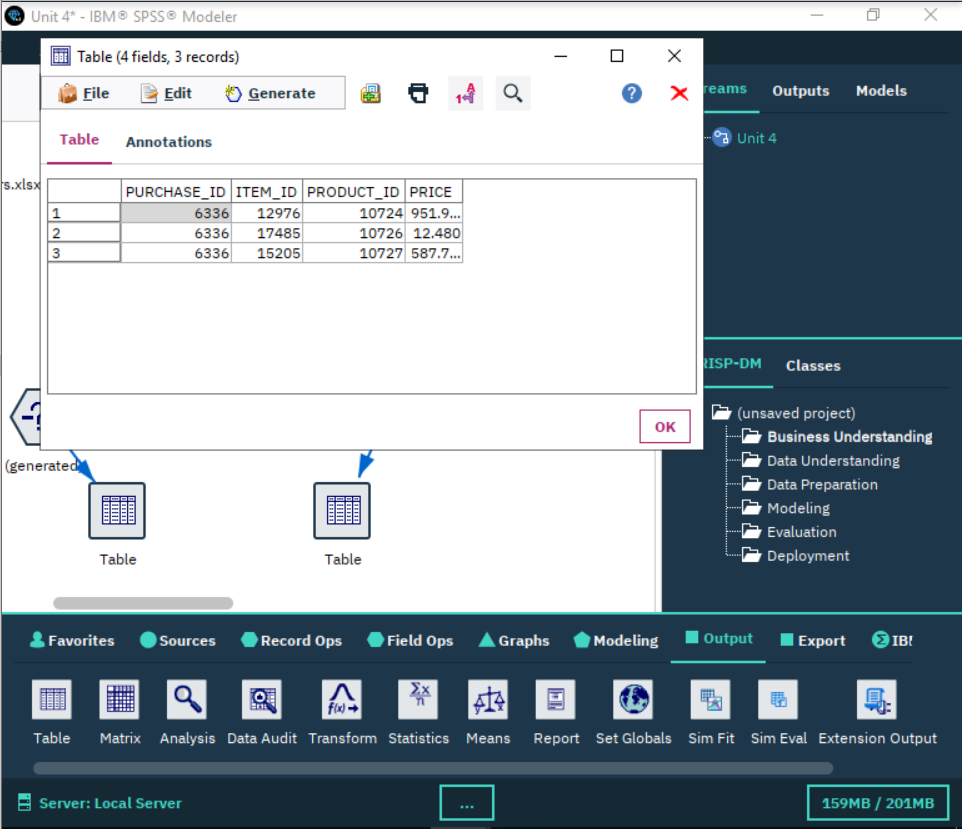 Unit 4* - IBM® SPSS® Modeler
Table (4 fields, 3 records)
File Edit Generate
Table Annotations
PURCHASE_ID ITEM_ID PRODUCT_ID PRICE
1 6336 12976 10724 951.9...
2 6336 17485 10726 12.480
3 6336 15205 10727 587.7...
OK
reams Outputs Models
Unit 4
rs.xlsx
RISP-DM Classes
(unsaved project)
Business Understanding
Data Understanding
Data Preparation
Modeling
Evaluation
Deployment
(generated)
Table Table
Favorites Sources Record Ops Field Ops Graphs Modeling Output Export IBM
Table Matrix Analysis Data Audit Transform Statistics Means Report Set Globals Sim Fit Sim Eval Extension Output
Server: Local Server ... 159MB / 201MB